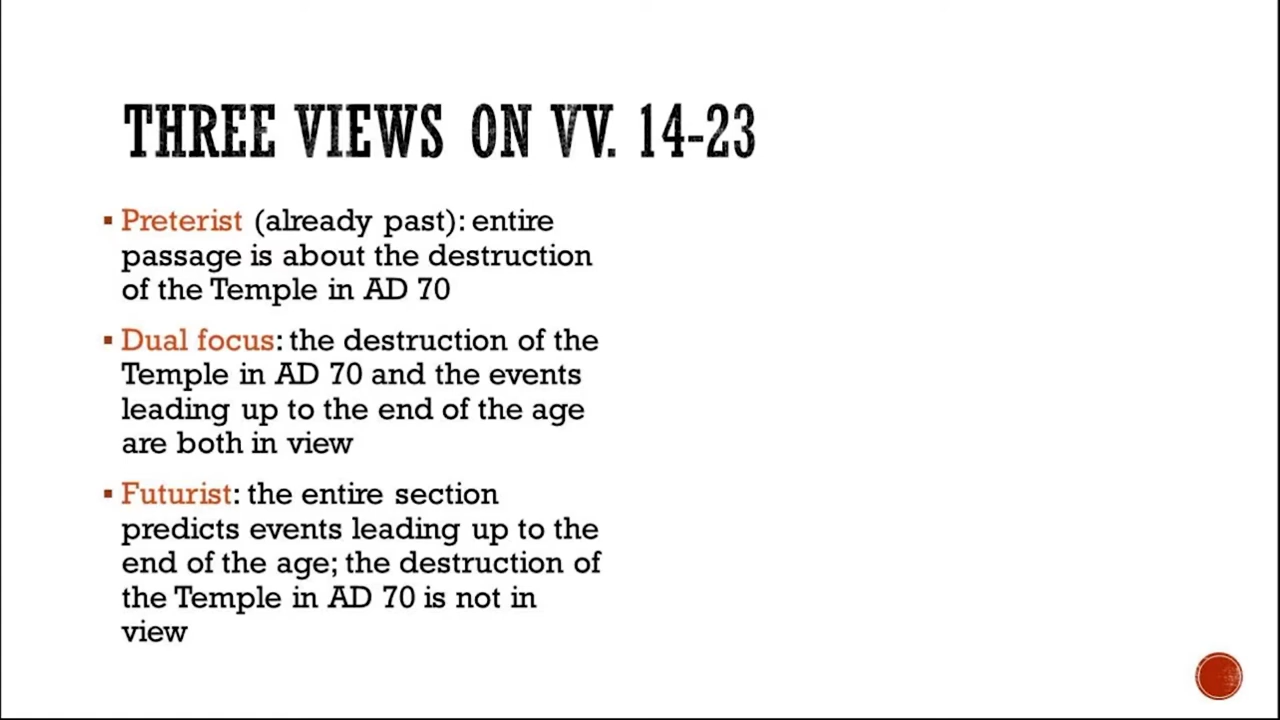 THREE VIEWS ON VV. 14-23
▪ Preterist (already past): entire
passage is about the destruction
of the Temple in AD 70
▪ Dual focus: the destruction of the
Temple in AD 70 and the events
leading up to the end of the age
are both in view
▪ Futurist: the entire section
predicts events leading up to the
end of the age; the destruction of
the Temple in AD 70 is not in
view